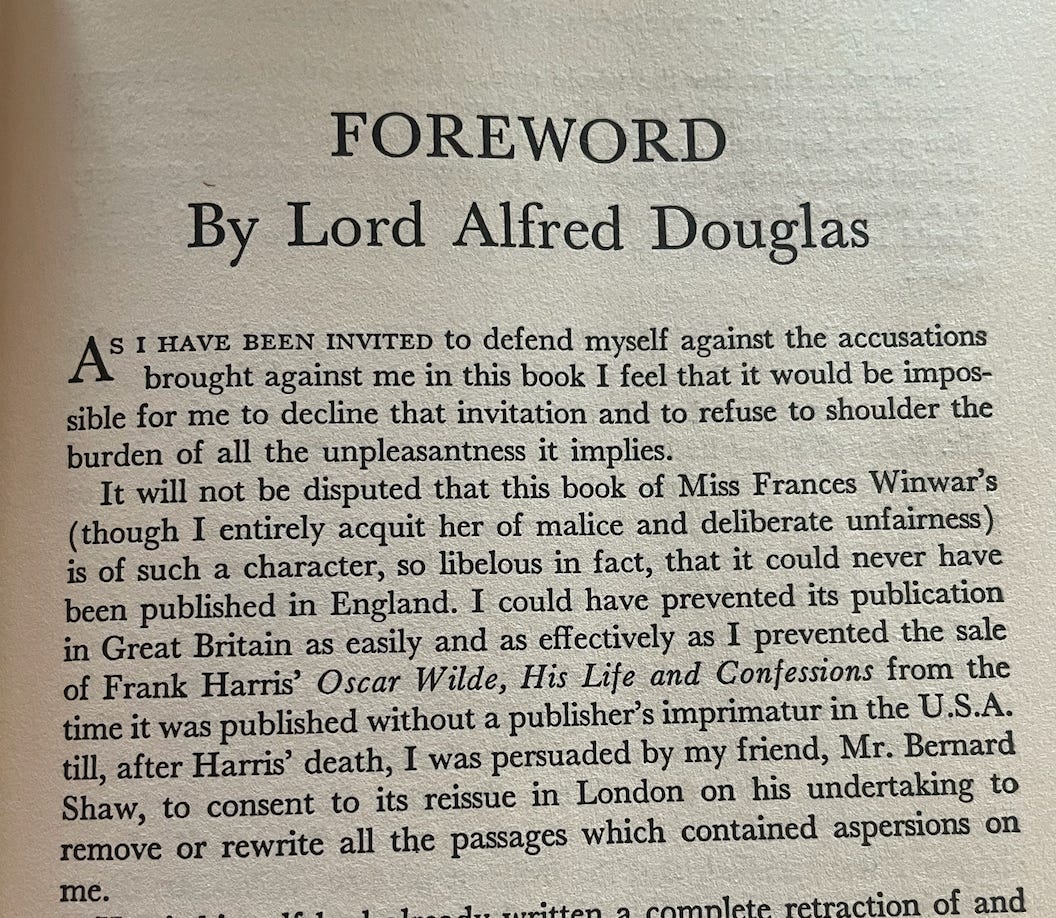 FOREWORD
By Lord Alfred Douglas
AS I HAVE BEEN INVITED to defend myself against the accusations
brought against me in this book I feel that it would be impos-
sible for me to decline that invitation and to refuse to shoulder the
burden of all the unpleasantness it implies.
It will not be disputed that this book of Miss Frances Winwar's
(though I entirely acquit her of malice and deliberate unfairness)
is of such a character, so libelous in fact, that it could never have
been published in England. I could have prevented its publication
in Great Britain as easily and as effectively as I prevented the sale
of Frank Harris' Oscar Wilde, His Life and Confessions from the
time it was published without a publisher's imprimatur in the U.S.A.
till, after Harris' death, I was persuaded by my friend, Mr. Bernard
Shaw, to consent to its reissue in London on his undertaking to
remove or rewrite all the passages which contained aspersions on
me.
already written a complete retraction of and